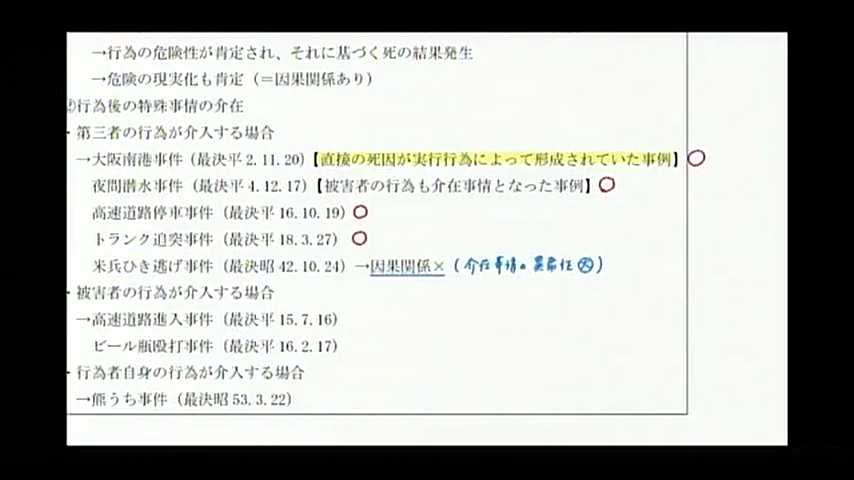 →行為の危険性が肯定され、それに基づく死の結果発生
→危険の現実化も肯定（＝因果関係あり）
②行為後の特殊事情の介在
・第三者の行為が介入する場合
→大阪南港事件（最決平 2.11.20）【直接の死因が実行行為によって形成されていた事例】○
夜間潜水事件（最決平 4.12.17）【被害者の行為も介在事情となった事例】○
高速道路停車事件（最決平 16.10.19）○
トランク追突事件（最決平 18.3.27）○
米兵ひき逃げ事件（最決昭 42.10.24）→因果関係×（介在事情の異常性大）
・被害者の行為が介入する場合
→高速道路進入事件（最決平 15.7.16）
ビール瓶殴打事件（最決平 16.2.17）
・行為者自身の行為が介入する場合
→熊うち事件（最決昭 53.3.22）